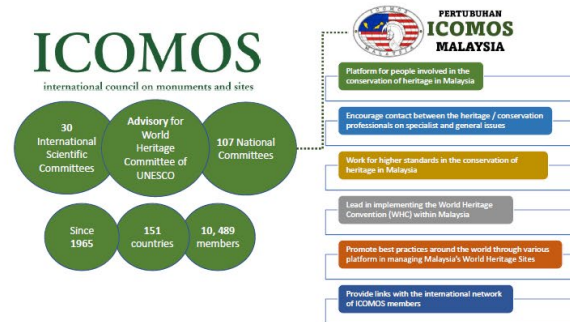 ICOMOS
international council on monuments and sites
30
International
Scientific
Committees
Advisory for
World
Heritage
Committee of
UNESCO
107 National
Committees
Since
1965
151
countries
10, 489
members
ICOMOS
MALAYSIA
PERTUBUHAN
ICOMOS
MALAYSIA
Platform for people involved in the
conservation of heritage in Malaysia
Encourage contact between the heritage / conservation
professionals on specialist and general issues
Work for higher standards in the conservation of
heritage in Malaysia
Lead in implementing the World Heritage
Convention (WHC) within Malaysia
Promote best practices around the world through various
platform in managing Malaysia's World Heritage Sites
Provide links with the international network
of ICOMOS members